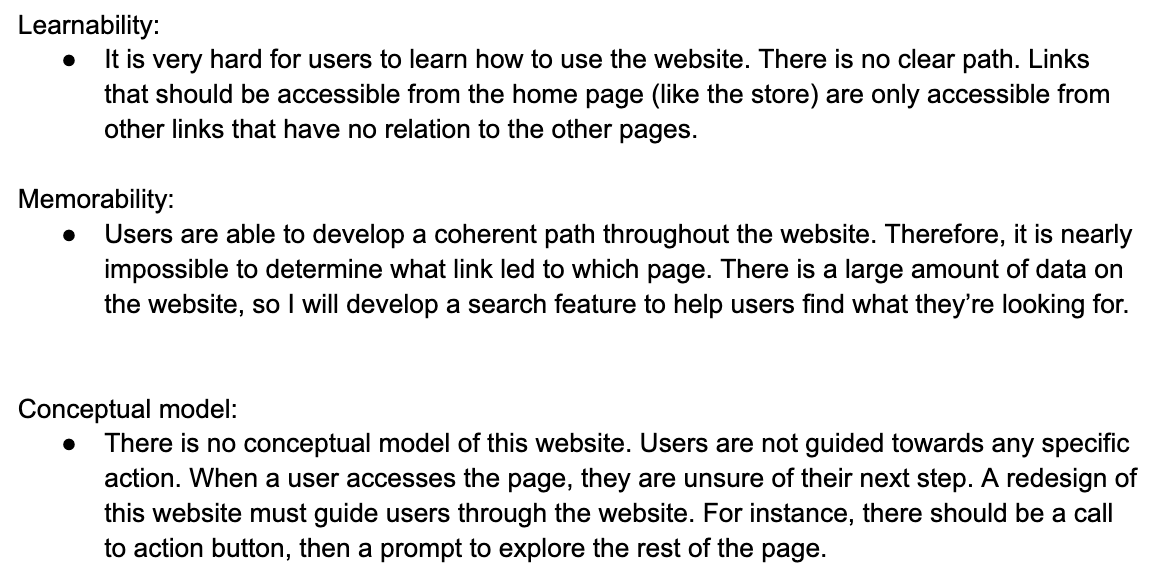 Learnability:
● It is very hard for users to learn how to use the website. There is no clear path. Links
that should be accessible from the home page (like the store) are only accessible from
other links that have no relation to the other pages.
Memorability:
● Users are able to develop a coherent path throughout the website. Therefore, it is nearly
impossible to determine what link led to which page. There is a large amount of data on
the website, so I will develop a search feature to help users find what they’re looking for.
Conceptual model:
● There is no conceptual model of this website. Users are not guided towards any specific
action. When a user accesses the page, they are unsure of their next step. A redesign of
this website must guide users through the website. For instance, there should be a call
to action button, then a prompt to explore the rest of the page.